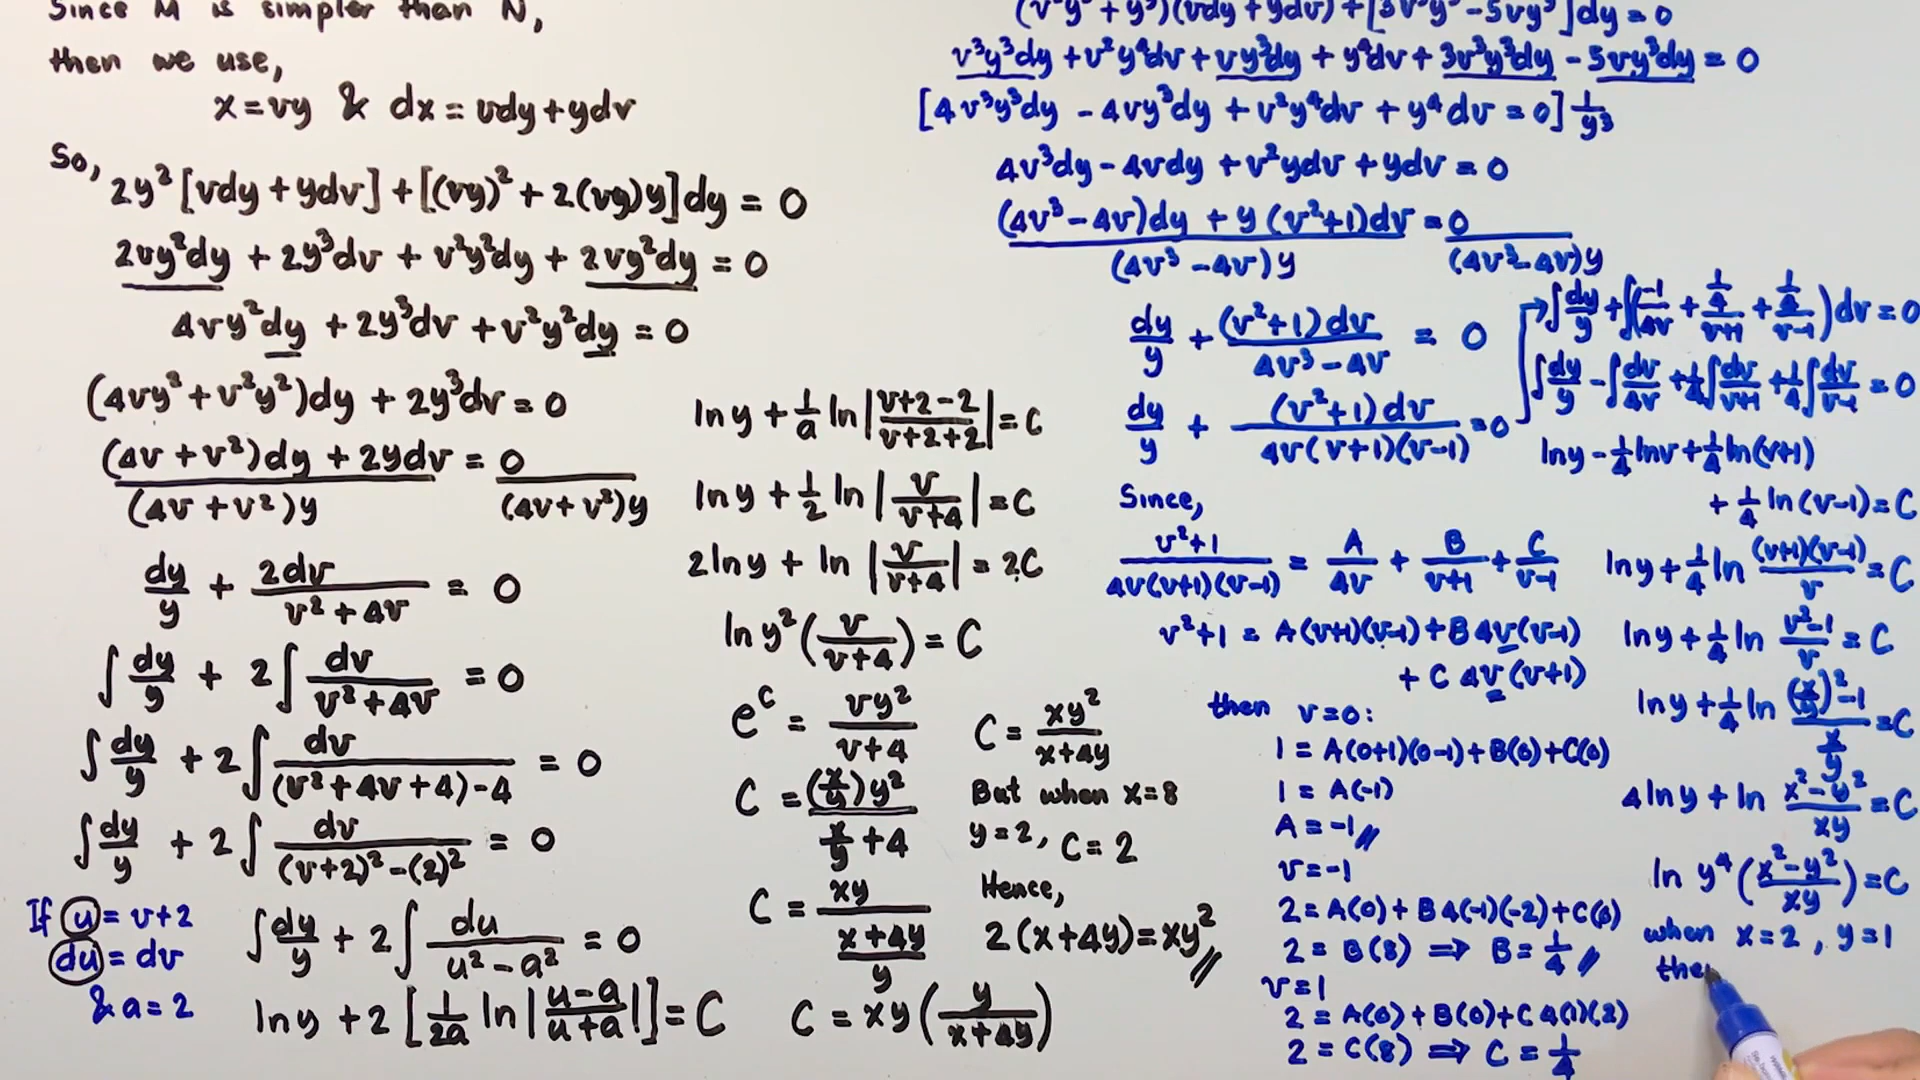 Since M is simpler than N,
then we use,
x = vy & dx = vdy + ydv
So,
2y² [vdy + ydv] + [(vy)² + 2(vy)y] dy = 0
2vy²dy + 2y³dv + v²y²dy + 2vy²dy = 0
4vy²dy + 2y³dv + v²y²dy = 0
(4vy² + v²y²)dy + 2y³dv = 0
(4v + v²)dy + 2ydv = 0
(4v + v²)y (4v + v²)y
dy/y + 2dv/(v² + 4v) = 0
∫ dy/y + 2∫ dv/(v² + 4v) = 0
∫ dy/y + 2∫ dv/((v² + 4v + 4) - 4) = 0
∫ dy/y + 2∫ dv/((v+2)² - (2)²) = 0
If u = v+2
du = dv
& a = 2
∫ dy/y + 2∫ du/(u² - a²) = 0
ln y + 2 [1/2a ln |u-a/u+a|] = C
ln y + 1/a ln |v+2-2/v+2+2| = C
ln y + 1/2 ln |v/v+4| = C
2 ln y + ln |v/v+4| = 2C
ln y² (v/v+4) = C
e^C = vy²/v+4
C = (x/y)y²/(x/y + 4)
C = xy/((x+4y)/y)
C = xy (y/x+4y)
C = xy²/x+4y
But when x = 8
y = 2, C = 2
Hence,
2(x+4y) = xy² //
(v²y³ + y³)(vdy + ydv) + [3v³y³ - 5vy³]dy = 0
v³y³dy + v²y⁴dv + vy³dy + y⁴dv + 3v³y³dy - 5vy³dy = 0
[4v³y³dy - 4vy³dy + v²y⁴dv + y⁴dv = 0] 1/y³
4v³dy - 4vdy + v²ydv + ydv = 0
(4v³ - 4v)dy + y(v²+1)dv = 0
(4v³ - 4v)y (4v³ - 4v)y
dy/y + (v²+1)dv/(4v³ - 4v) = 0
dy/y + (v²+1)dv/(4v(v+1)(v-1)) = 0
Since,
v²+1/(4v(v+1)(v-1)) = A/4v + B/v+1 + C/v-1
v²+1 = A(v+1)(v-1) + B4v(v-1)
+ C4v(v+1)
then v = 0:
1 = A(0+1)(0-1) + B(0) + C(0)
1 = A(-1)
A = -1 //
v = -1
2 = A(0) + B4(-1)(-2) + C(0)
2 = B(8) ⇒ B = 1/4 //
v = 1
2 = A(0) + B(0) + C4(1)(2)
2 = C(8) ⇒ C = 1/4
→ ∫ dy/y + ∫(-1/4v + (1/4)/v+1 + (1/4)/v-1) dv = 0
∫ dy/y - ∫ dv/4v + 1/4 ∫ dv/v+1 + 1/4 ∫ dv/v-1 = 0
ln y - 1/4 ln v + 1/4 ln(v+1)
+ 1/4 ln(v-1) = C
ln y + 1/4 ln (v+1)(v-1)/v = C
ln y + 1/4 ln v²-1/v = C
ln y + 1/4 ln ((x/y)² - 1)/(x/y) = C
4 ln y + ln x²-y²/xy = C
ln y⁴ (x²-y²/xy) = C
when x = 2, y = 1
the